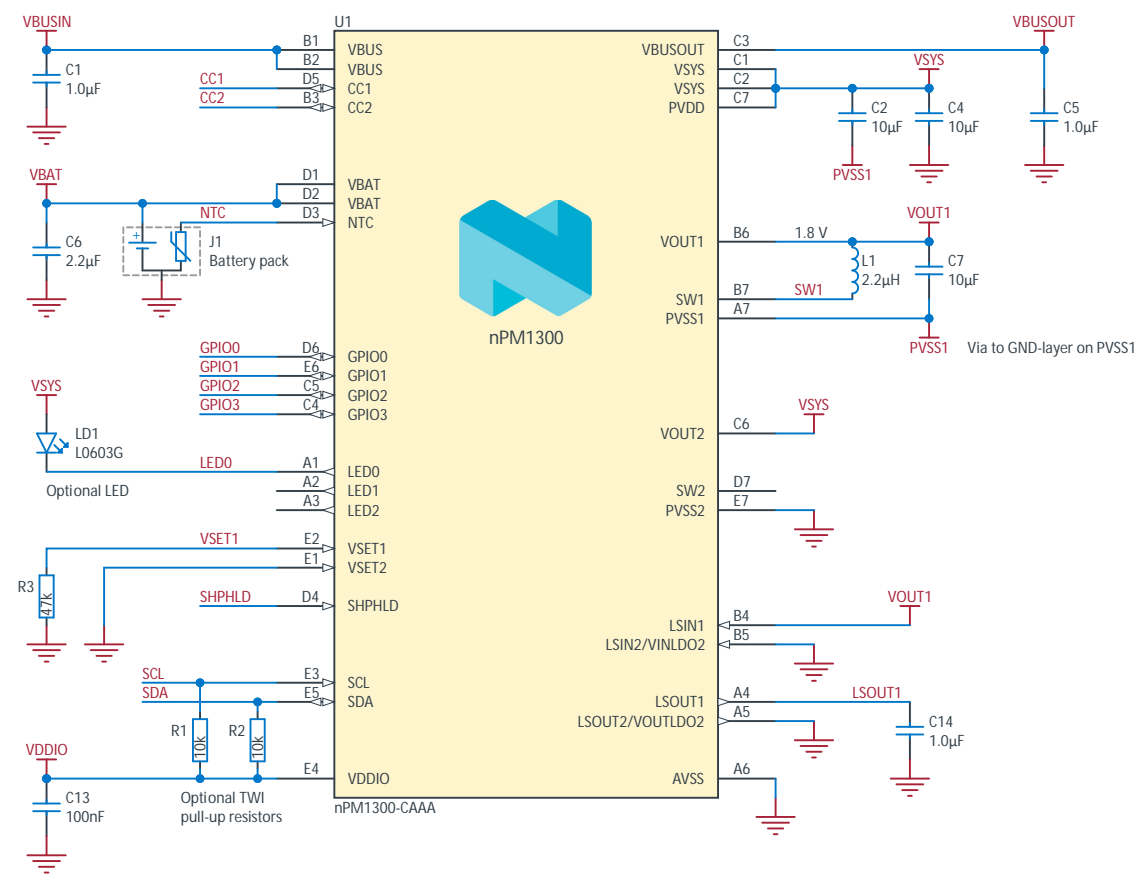 U1
VBUSIN
B1
VBUS
B2
VBUS
C1
1.0µF
CC1
D5
CC1
CC2
B3
CC2
VBAT
D1
VBAT
D2
VBAT
NTC
D3
NTC
C6
2.2µF
+
J1
Battery pack
GPIO0
D6
GPIO0
GPIO1
E6
GPIO1
GPIO2
C5
GPIO2
GPIO3
C4
GPIO3
VSYS
LD1
L0603G
LED0
A1
LED0
Optional LED
A2
LED1
A3
LED2
VSET1
E2
VSET1
E1
VSET2
R3
47k
SHPHLD
D4
SHPHLD
SCL
E3
SCL
SDA
E5
SDA
R1
10k
R2
10k
VDDIO
E4
VDDIO
C13
100nF
Optional TWI
pull-up resistors
nPM1300
nPM1300-CAAA
VBUSOUT
VBUSOUT
C3
VSYS
C1
VSYS
VSYS
C2
PVDD
C7
C2
10µF
PVSS1
C4
10µF
C5
1.0µF
VOUT1
VOUT1
B6
1.8 V
L1
2.2µH
C7
10µF
SW1
B7
SW1
PVSS1
A7
PVSS1
Via to GND-layer on PVSS1
VSYS
VOUT2
C6
SW2
D7
PVSS2
E7
VOUT1
LSIN1
B4
LSIN2/VINLDO2
B5
LSOUT1
A4
LSOUT1
LSOUT2/VOUTLDO2
A5
C14
1.0µF
AVSS
A6